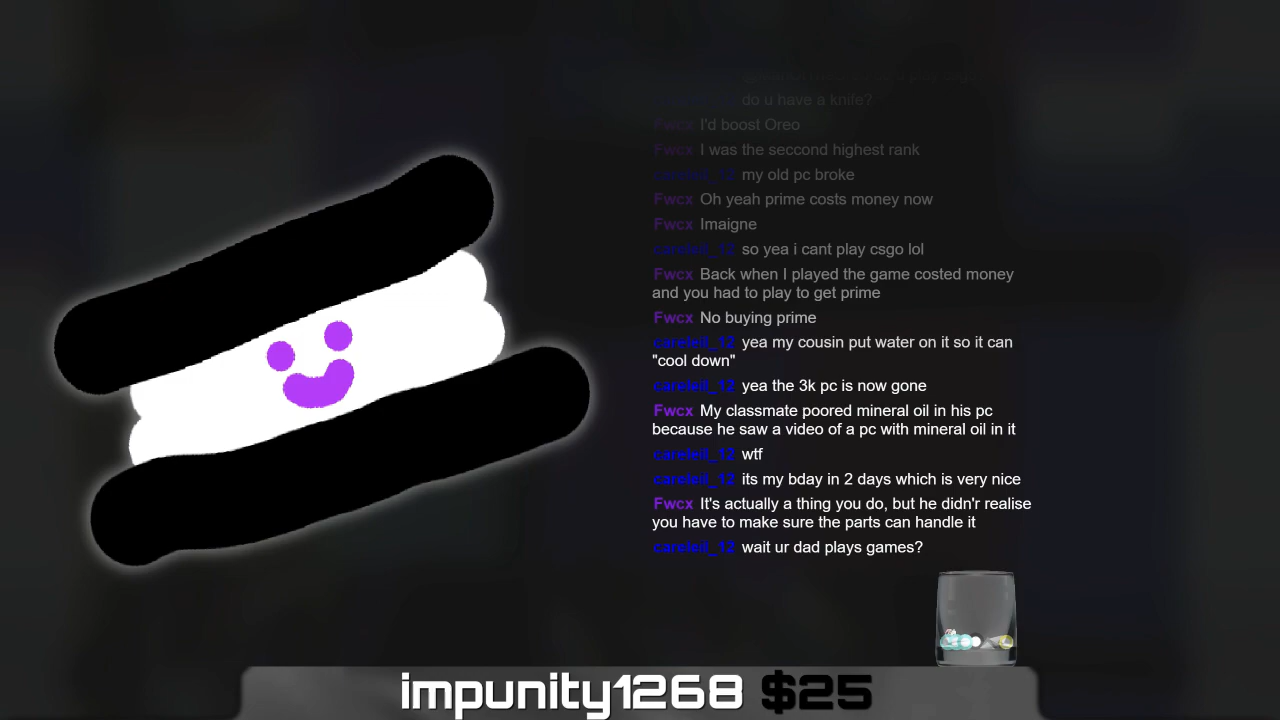 do u have a knife?
Fwcx I'd boost Oreo
Fwcx I was the seccond highest rank
careleil_12 my old pc broke
Fwcx Oh yeah prime costs money now
Fwcx Imaigne
careleil_12 so yea i cant play csgo lol
Fwcx Back when I played the game costed money
and you had to play to get prime
Fwcx No buying prime
careleil_12 yea my cousin put water on it so it can
"cool down"
careleil_12 yea the 3k pc is now gone
Fwcx My classmate poored mineral oil in his pc
because he saw a video of a pc with mineral oil in it
careleil_12 wtf
careleil_12 its my bday in 2 days which is very nice
Fwcx It's actually a thing you do, but he didn'r realise
you have to make sure the parts can handle it
careleil_12 wait ur dad plays games?
impunity1268 $25